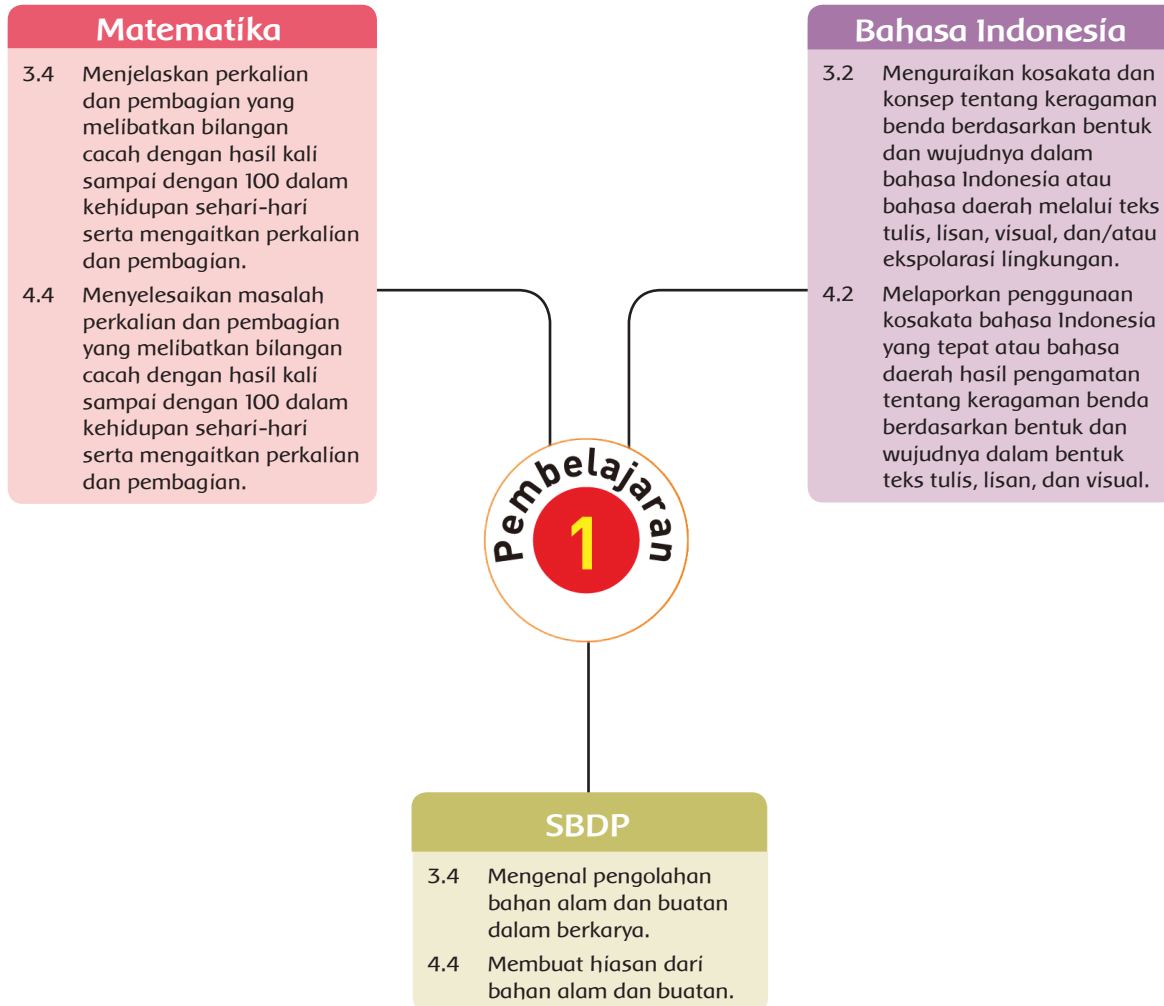 Matematika
3.4 Menjelaskan perkalian
dan pembagian yang
melibatkan bilangan
cacah dengan hasil kali
sampai dengan 100 dalam
kehidupan sehari-hari
serta mengaitkan perkalian
dan pembagian.
4.4 Menyelesaikan masalah
perkalian dan pembagian
yang melibatkan bilangan
cacah dengan hasil kali
sampai dengan 100 dalam
kehidupan sehari-hari
serta mengaitkan perkalian
dan pembagian.
Bahasa Indonesia
3.2 Menguraikan kosakata dan
konsep tentang keragaman
benda berdasarkan bentuk
dan wujudnya dalam
bahasa Indonesia atau
bahasa daerah melalui teks
tulis, lisan, visual, dan/atau
ekspolarasi lingkungan.
4.2 Melaporkan penggunaan
kosakata bahasa Indonesia
yang tepat atau bahasa
daerah hasil pengamatan
tentang keragaman benda
berdasarkan bentuk dan
wujudnya dalam bentuk
teks tulis, lisan, dan visual.
Pembelajaran
1
SBDP
3.4 Mengenal pengolahan
bahan alam dan buatan
dalam berkarya.
4.4 Membuat hiasan dari
bahan alam dan buatan.